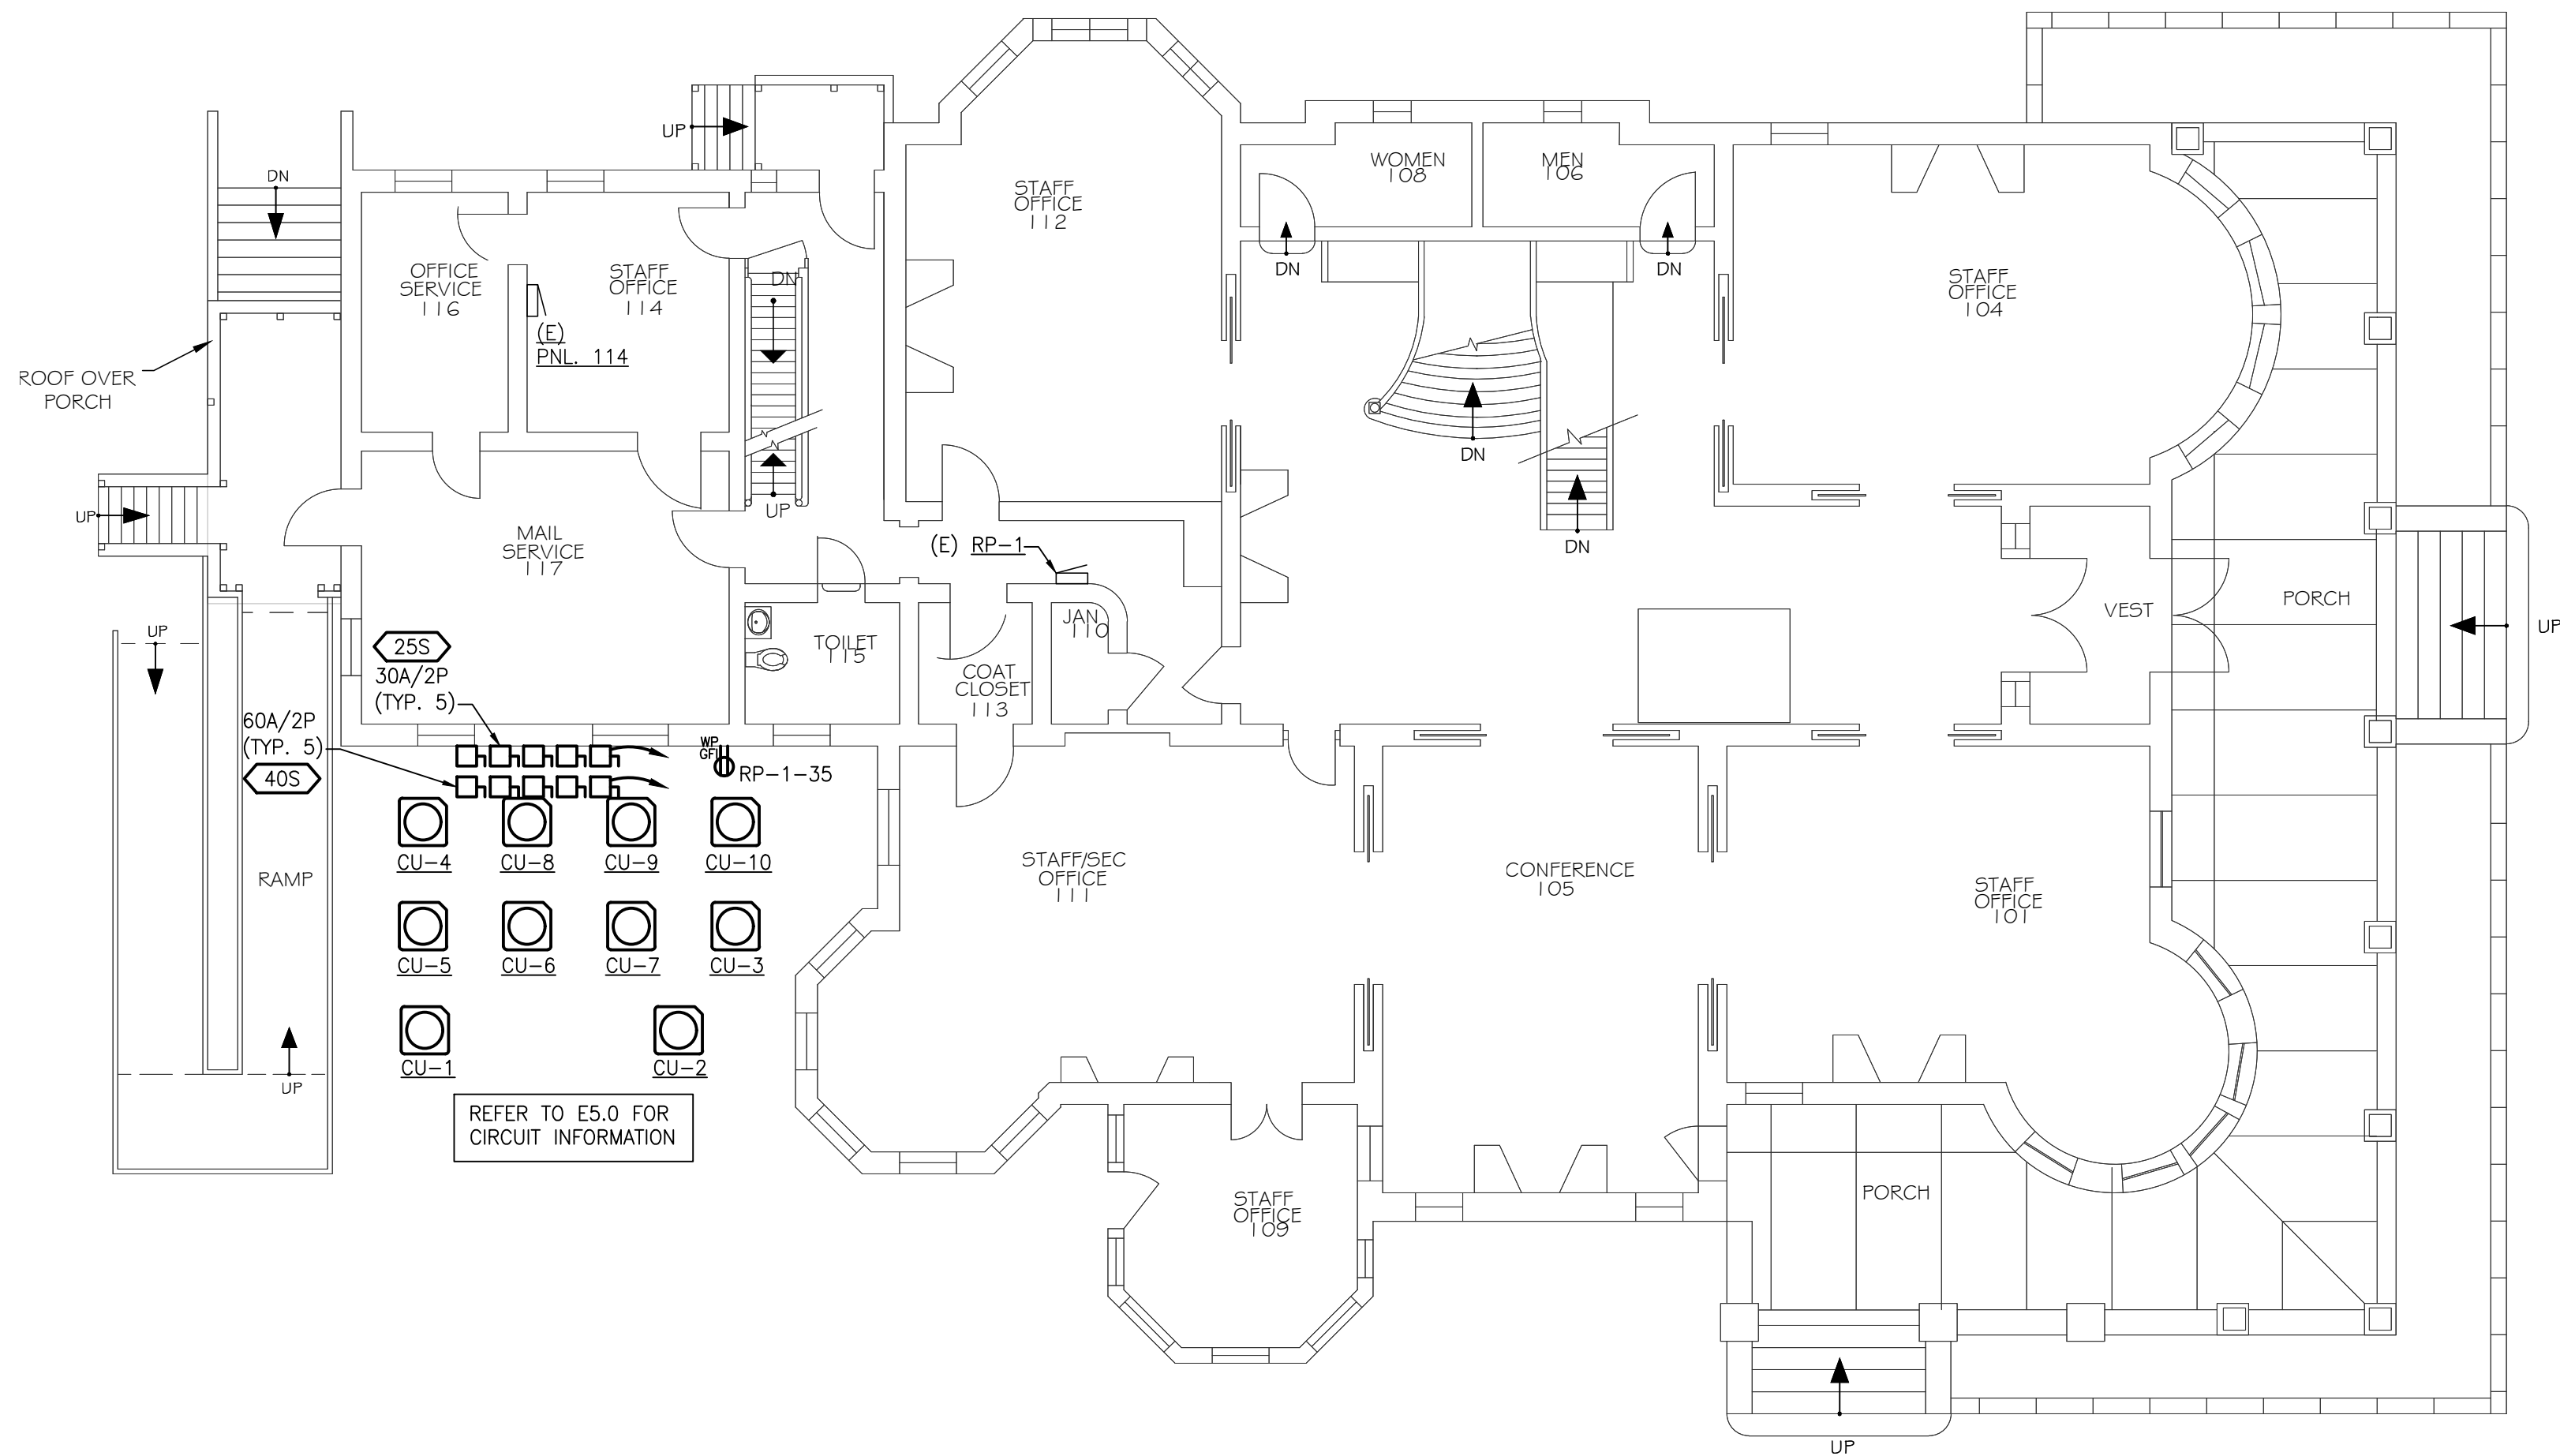 UP
DN
WOMEN
108
MEN
106
STAFF
OFFICE
112
DN
DN
OFFICE
SERVICE
116
STAFF
OFFICE
114
DN
STAFF
OFFICE
104
(E)
PNL. 114
ROOF OVER
PORCH
DN
UP
UP
MAIL
SERVICE
117
(E) RP-1
DN
VEST
PORCH
UP
JAN
110
UP
25S
30A/2P
(TYP. 5)
TOILET
115
COAT
CLOSET
113
60A/2P
(TYP. 5)
40S
WP
GFI
RP-1-35
CU-4
CU-8
CU-9
CU-10
RAMP
STAFF/SEC
OFFICE
111
CONFERENCE
105
STAFF
OFFICE
101
CU-5
CU-6
CU-7
CU-3
CU-1
CU-2
UP
REFER TO E5.0 FOR
CIRCUIT INFORMATION
STAFF
OFFICE
109
PORCH
UP